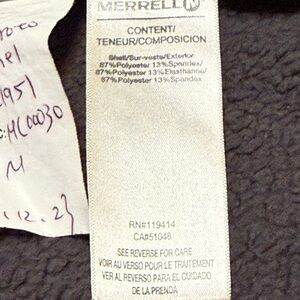 MERRELL
CONTENT/
TENEUR/COMPOSICION
Shell/Sur-veste/Exterior
87%Polyester 13%Spandex/
87%Polyester 13%Elasthanne/
87%Polyester 13%Spandex
RN#119414
CA#51048
SEE REVERSE FOR CARE
VOIR AU VERSO POUR LE TRAITEMENT
VER AL REVERSO PARA EL CUIDADO
DE LA PRENDA
M